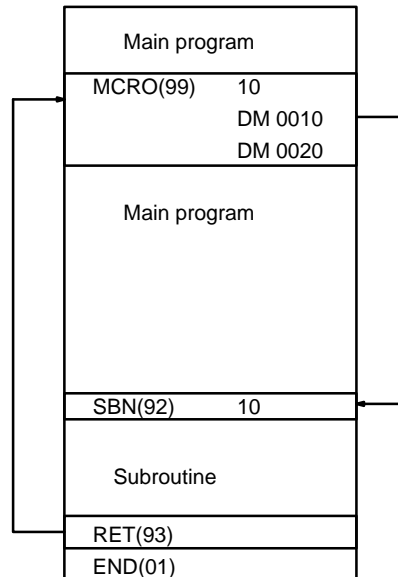 Main program
MCRO(99) 10
DM 0010
DM 0020
Main program
SBN(92) 10
Subroutine
RET(93)
END(01)